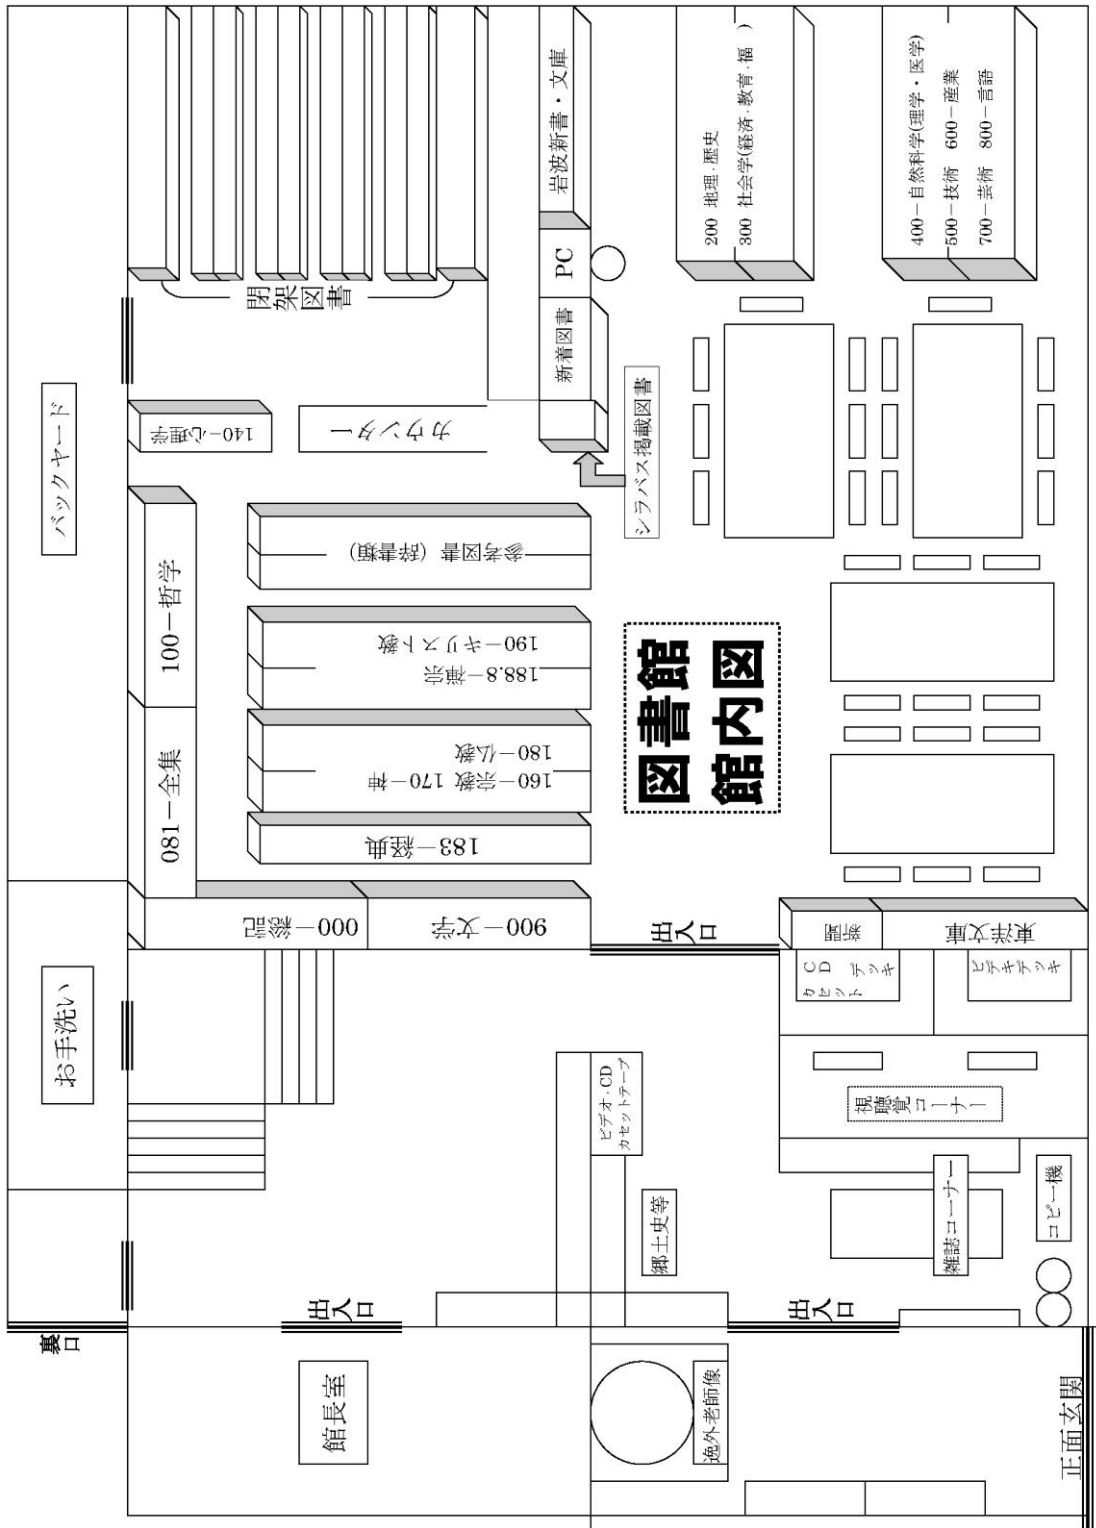 図書館
館内図
バックヤード
お手洗い
裏口
閉架図書
140−心理学
カウンター
100−哲学
081−全集
000−総記
900−文学
参考図書（辞書類）
190−キリスト教
188.8−禅宗
180−仏教
160−宗教 170−神
183−経典
岩波新書・文庫
PC
新着図書
シラバス掲載図書
200 地理・歴史
300 社会学(経済・教育・福 )
400−自然科学(理学・医学)
500−技術 600−産業
700−芸術 800−言語
出入口
新聞
東洋文庫
CD デッキ
カセット
ビデキデッキ
視聴覚コーナー
ビデオ・CD
カセットテープ
郷土史等
雑誌コーナー
コピー機
出入口
出入口
館長室
逸外老師像
正面玄関